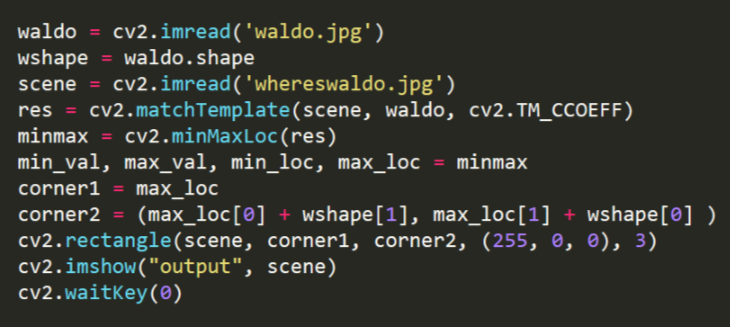 waldo = cv2.imread('waldo.jpg')
wshape = waldo.shape
scene = cv2.imread('whereswaldo.jpg')
res = cv2.matchTemplate(scene, waldo, cv2.TM_CCOEFF)
minmax = cv2.minMaxLoc(res)
min_val, max_val, min_loc, max_loc = minmax
corner1 = max_loc
corner2 = (max_loc[0] + wshape[1], max_loc[1] + wshape[0] )
cv2.rectangle(scene, corner1, corner2, (255, 0, 0), 3)
cv2.imshow("output", scene)
cv2.waitKey(0)